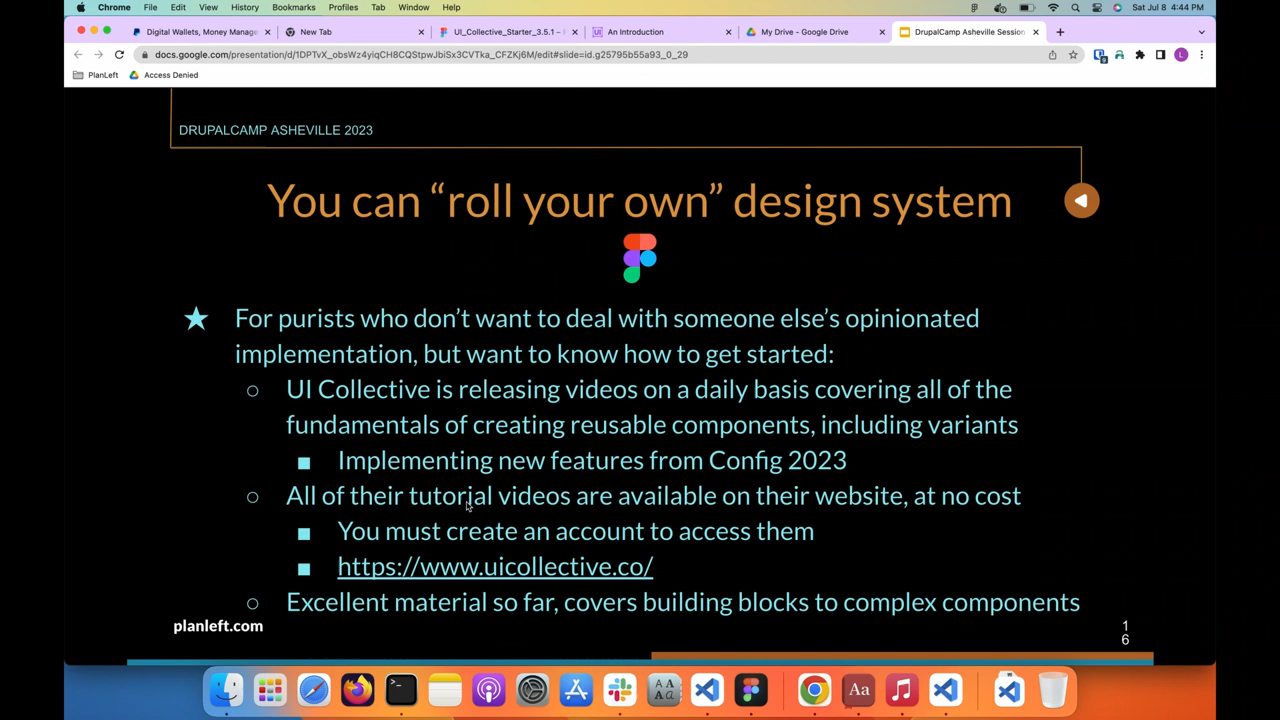 Chrome File Edit View History Bookmarks Profiles Tab Window Help Sat Jul 8 4:44 PM
Digital Wallets, Money Manage New Tab UI_Collective_Starter_3.5.1 – An Introduction My Drive - Google Drive DrupalCamp Asheville Session
docs.google.com/presentation/d/1DPTvX_obsWz4yiqCH8CQStpwJbiSx3CVTka_CFZKj6M/edit#slide=id.g25795b55a93_0_29
PlanLeft Access Denied
DRUPALCAMP ASHEVILLE 2023
You can “roll your own” design system
★ For purists who don’t want to deal with someone else’s opinionated
implementation, but want to know how to get started:
○ UI Collective is releasing videos on a daily basis covering all of the
fundamentals of creating reusable components, including variants
■ Implementing new features from Config 2023
○ All of their tutorial videos are available on their website, at no cost
■ You must create an account to access them
■ https://www.uicollective.co/
○ Excellent material so far, covers building blocks to complex components
planleft.com
1
6